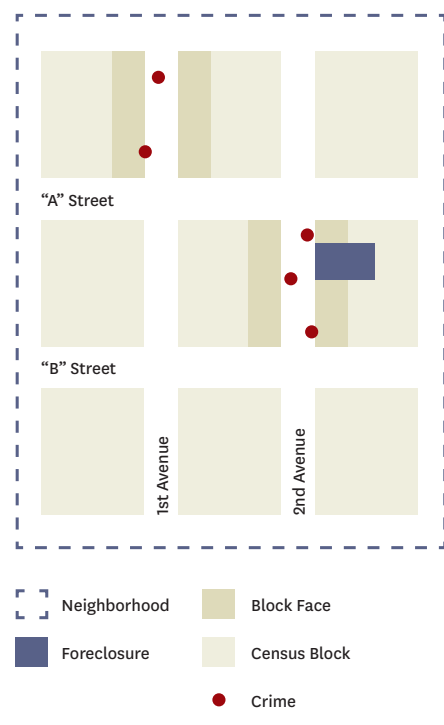 “A” Street
“B” Street
1st Avenue
2nd Avenue
Neighborhood
Block Face
Foreclosure
Census Block
Crime